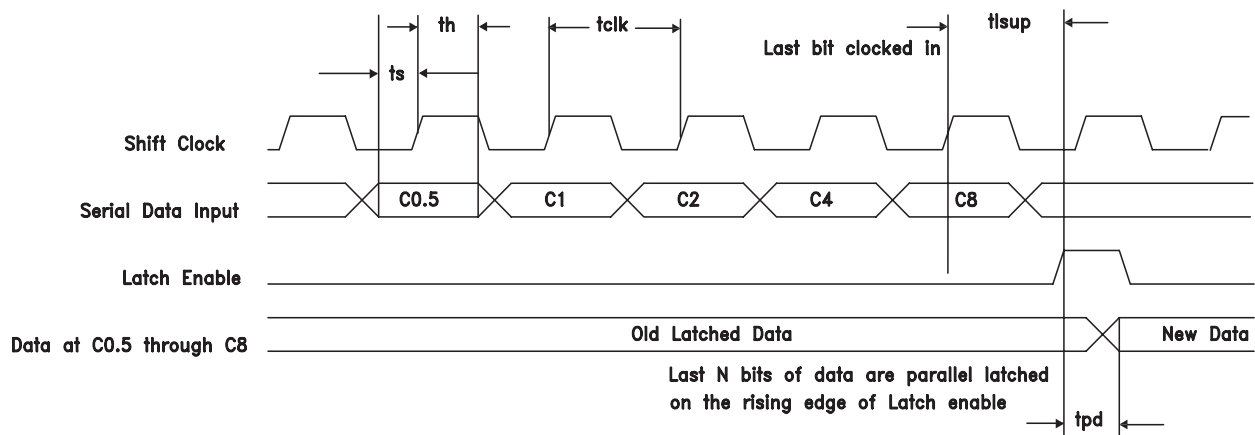 th
tclk
tlsup
Last bit clocked in
ts
Shift Clock
Serial Data Input
C0.5
C1
C2
C4
C8
Latch Enable
Data at C0.5 through C8
Old Latched Data
New Data
Last N bits of data are parallel latched
on the rising edge of Latch enable
tpd